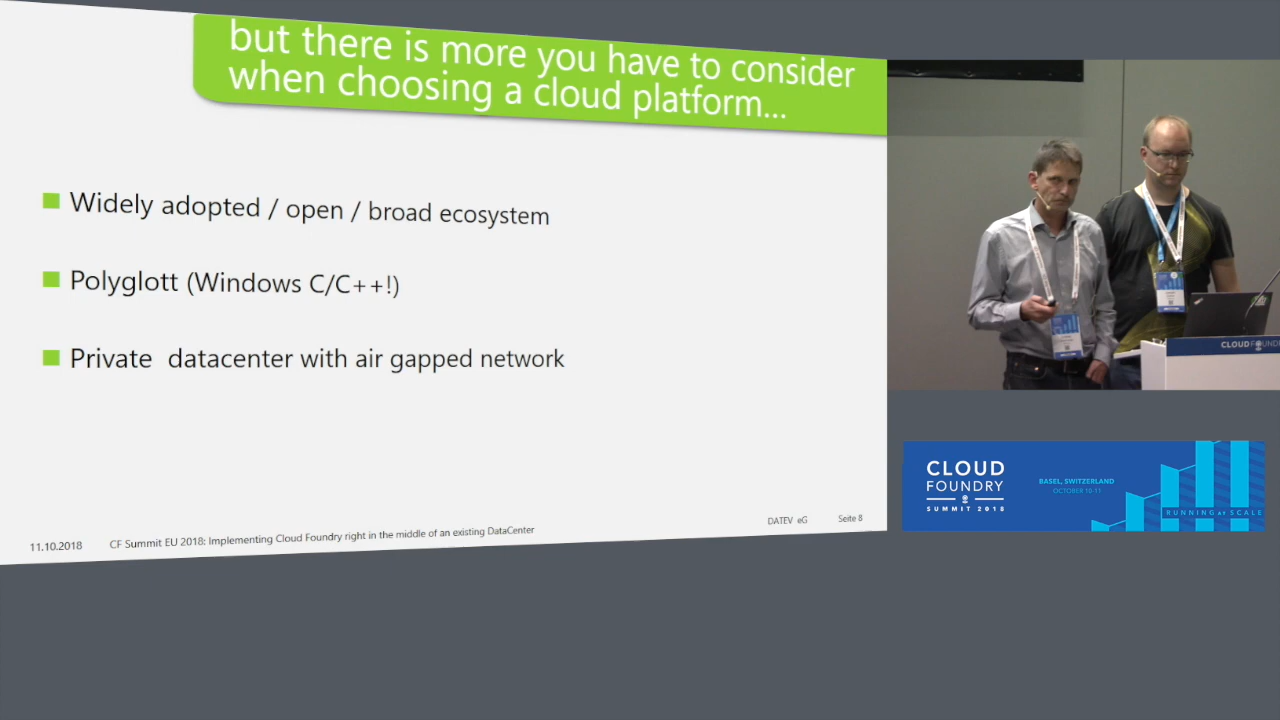 but there is more you have to consider
when choosing a cloud platform...
Widely adopted / open / broad ecosystem
Polyglott (Windows C/C++!)
Private datacenter with air gapped network
11.10.2018
CF Summit EU 2018: Implementing Cloud Foundry right in the middle of an existing DataCenter
DATEV eG
Seite 8
CLOUD FOUND
CLOUD
FOUNDRY
SUMMIT 2018
BASEL, SWITZERLAND
OCTOBER 10-11
RUNNING AT SCALE